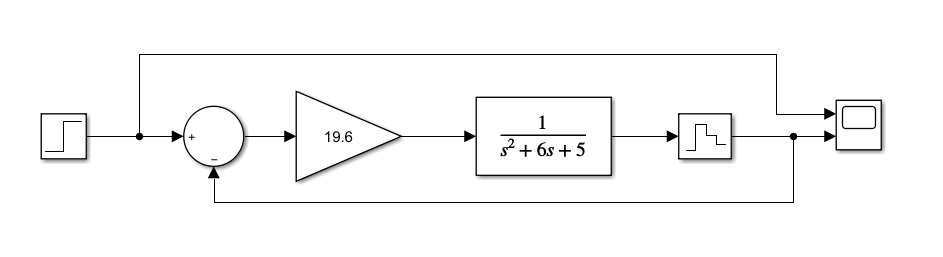 +
−
19.6
1
s² + 6s + 5